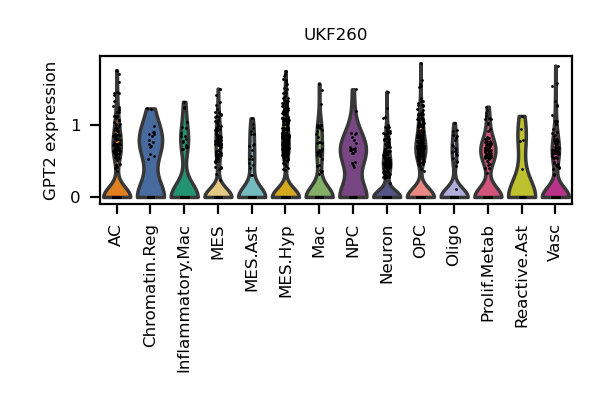 UKF260
GPT2 expression
1
0
AC
Chromatin.Reg
Inflammatory.Mac
MES
MES.Ast
MES.Hyp
Mac
NPC
Neuron
OPC
Oligo
Prolif.Metab
Reactive.Ast
Vasc